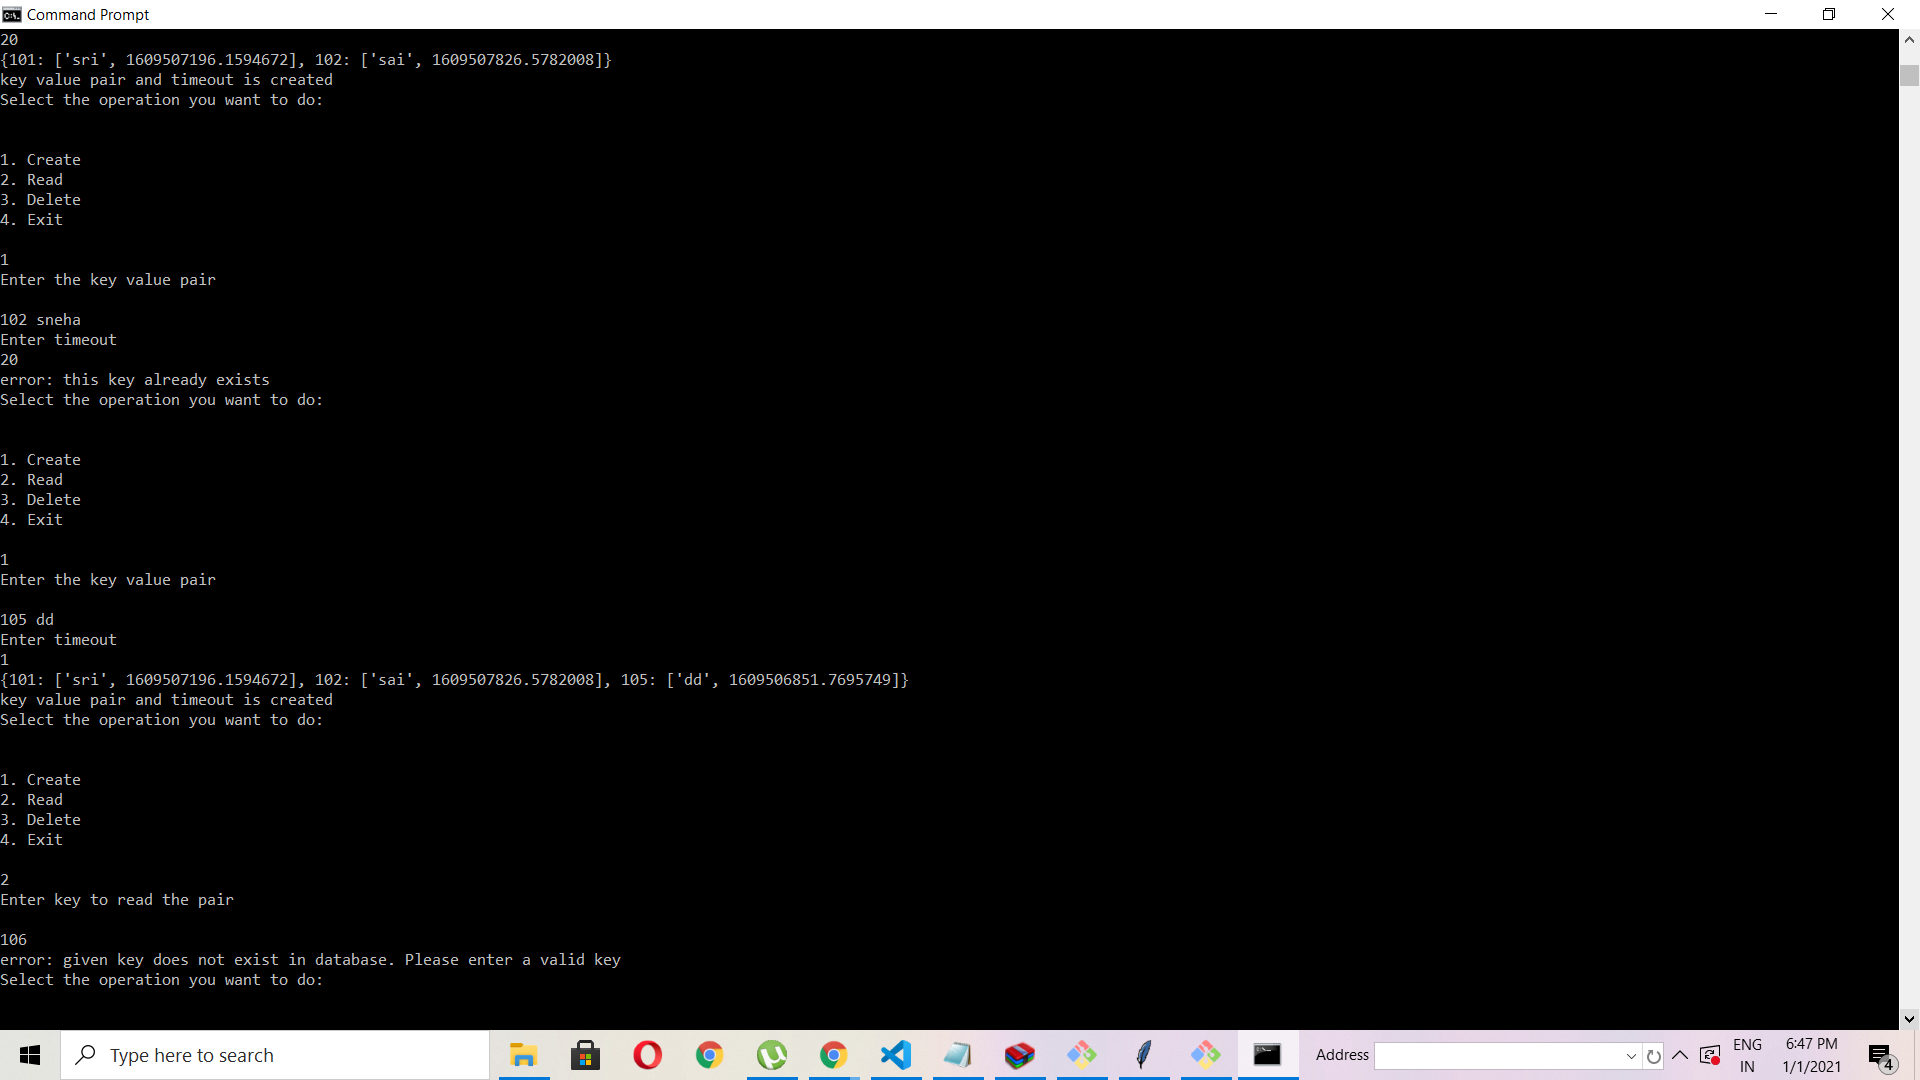 Command Prompt
20
{101: ['sri', 1609507196.1594672], 102: ['sai', 1609507826.5782008]}
key value pair and timeout is created
Select the operation you want to do:
1. Create
2. Read
3. Delete
4. Exit
1
Enter the key value pair
102 sneha
Enter timeout
20
error: this key already exists
Select the operation you want to do:
1. Create
2. Read
3. Delete
4. Exit
1
Enter the key value pair
105 dd
Enter timeout
1
{101: ['sri', 1609507196.1594672], 102: ['sai', 1609507826.5782008], 105: ['dd', 1609506851.7695749]}
key value pair and timeout is created
Select the operation you want to do:
1. Create
2. Read
3. Delete
4. Exit
2
Enter key to read the pair
106
error: given key does not exist in database. Please enter a valid key
Select the operation you want to do:
Type here to search
Address
ENG
IN
6:47 PM
1/1/2021
4